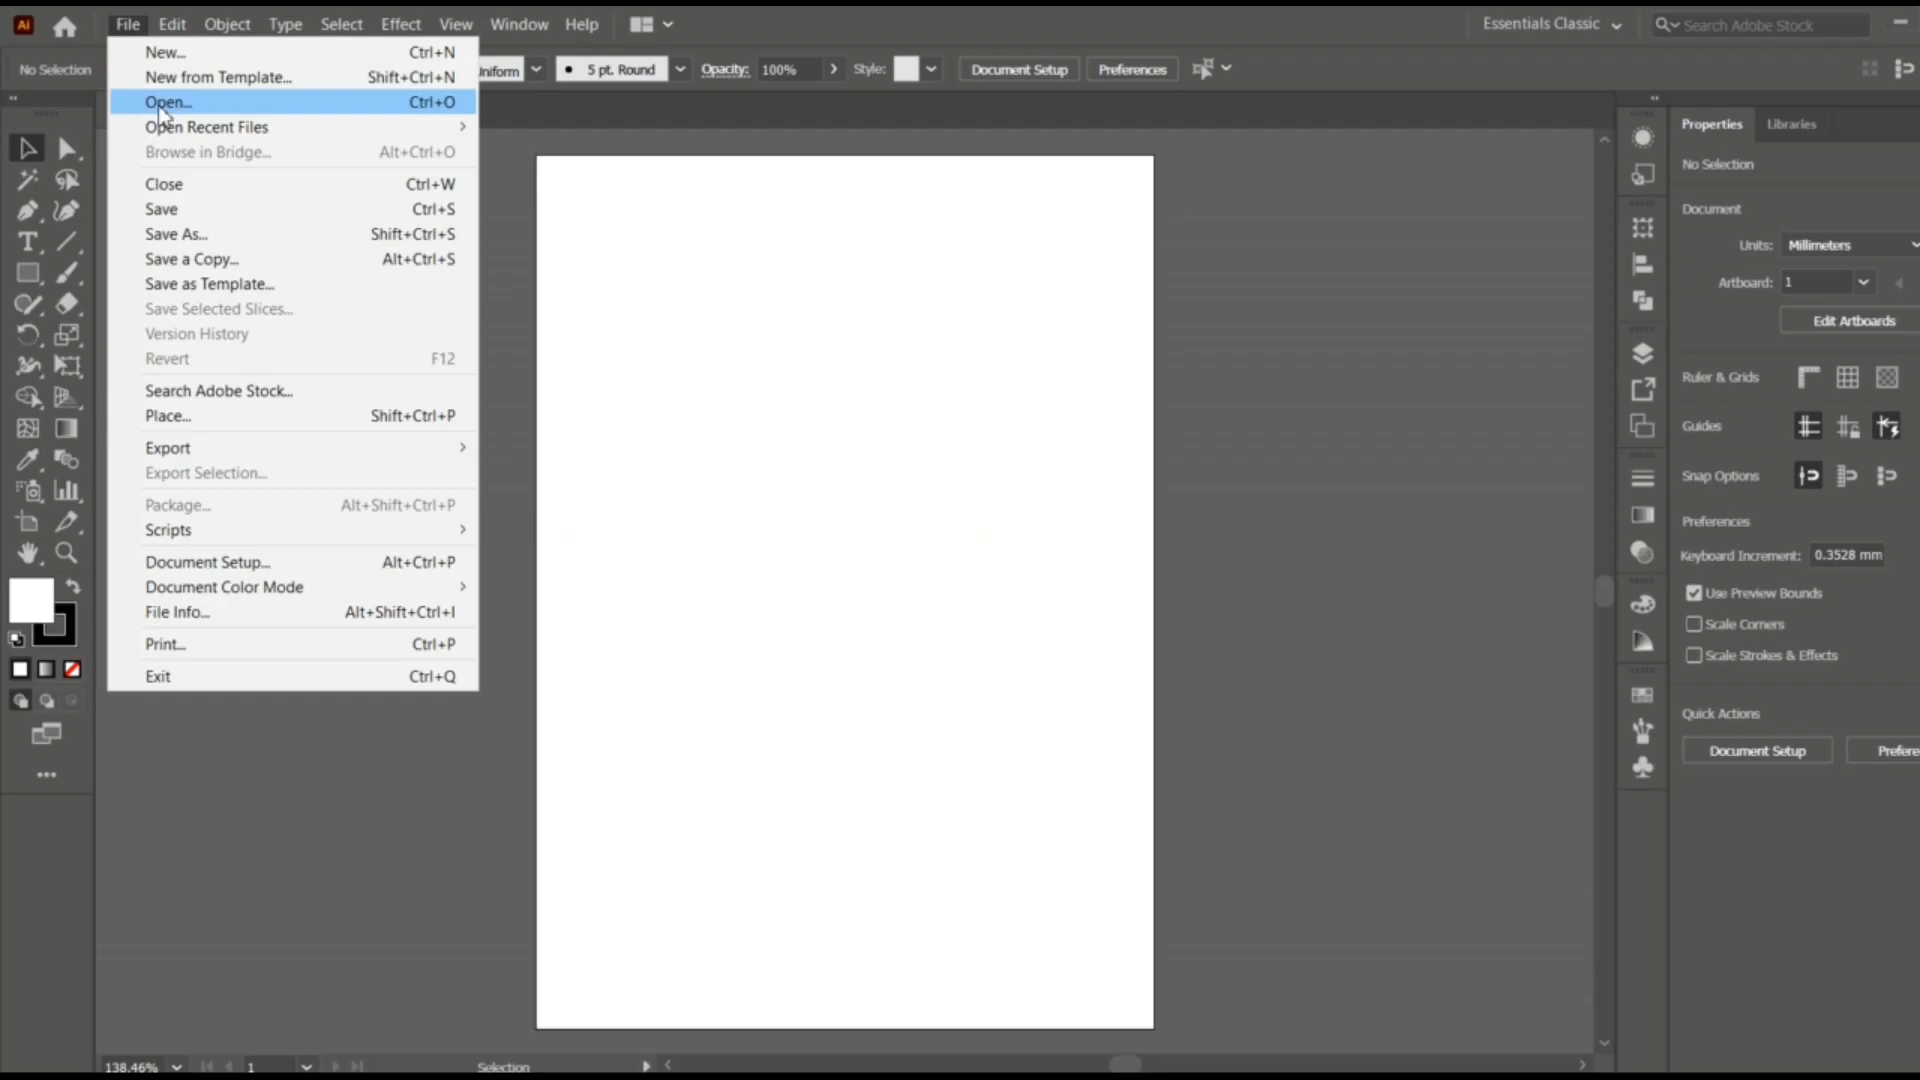 Ai File Edit Object Type Select Effect View Window Help Essentials Classic Search Adobe Stock
No Selection Uniform 5 pt. Round Opacity: 100% Style: Document Setup Preferences
New... Ctrl+N
New from Template... Shift+Ctrl+N
Open... Ctrl+O
Open Recent Files
Browse in Bridge... Alt+Ctrl+O
Close Ctrl+W
Save Ctrl+S
Save As... Shift+Ctrl+S
Save a Copy... Alt+Ctrl+S
Save as Template...
Save Selected Slices...
Version History
Revert F12
Search Adobe Stock...
Place... Shift+Ctrl+P
Export
Export Selection...
Package... Alt+Shift+Ctrl+P
Scripts
Document Setup... Alt+Ctrl+P
Document Color Mode
File Info... Alt+Shift+Ctrl+I
Print... Ctrl+P
Exit Ctrl+Q
Properties Libraries
No Selection
Document
Units: Millimeters
Artboard: 1
Edit Artboards
Ruler & Grids
Guides
Snap Options
Preferences
Keyboard Increment: 0.3528 mm
Use Preview Bounds
Scale Corners
Scale Strokes & Effects
Quick Actions
Document Setup Prefere
138.46% 1 Selection